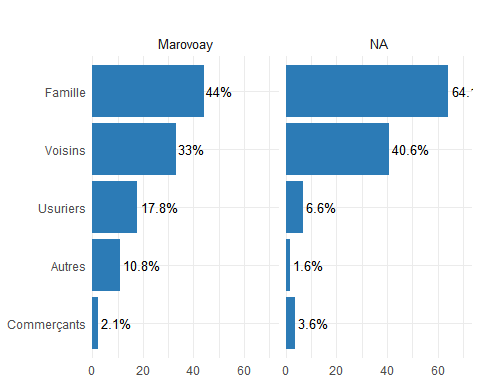 Marovoay NA
Famille 44% 64.
Voisins 33% 40.6%
Usuriers 17.8% 6.6%
Autres 10.8% 1.6%
Commerçants 2.1% 3.6%
0 20 40 60 0 20 40 60